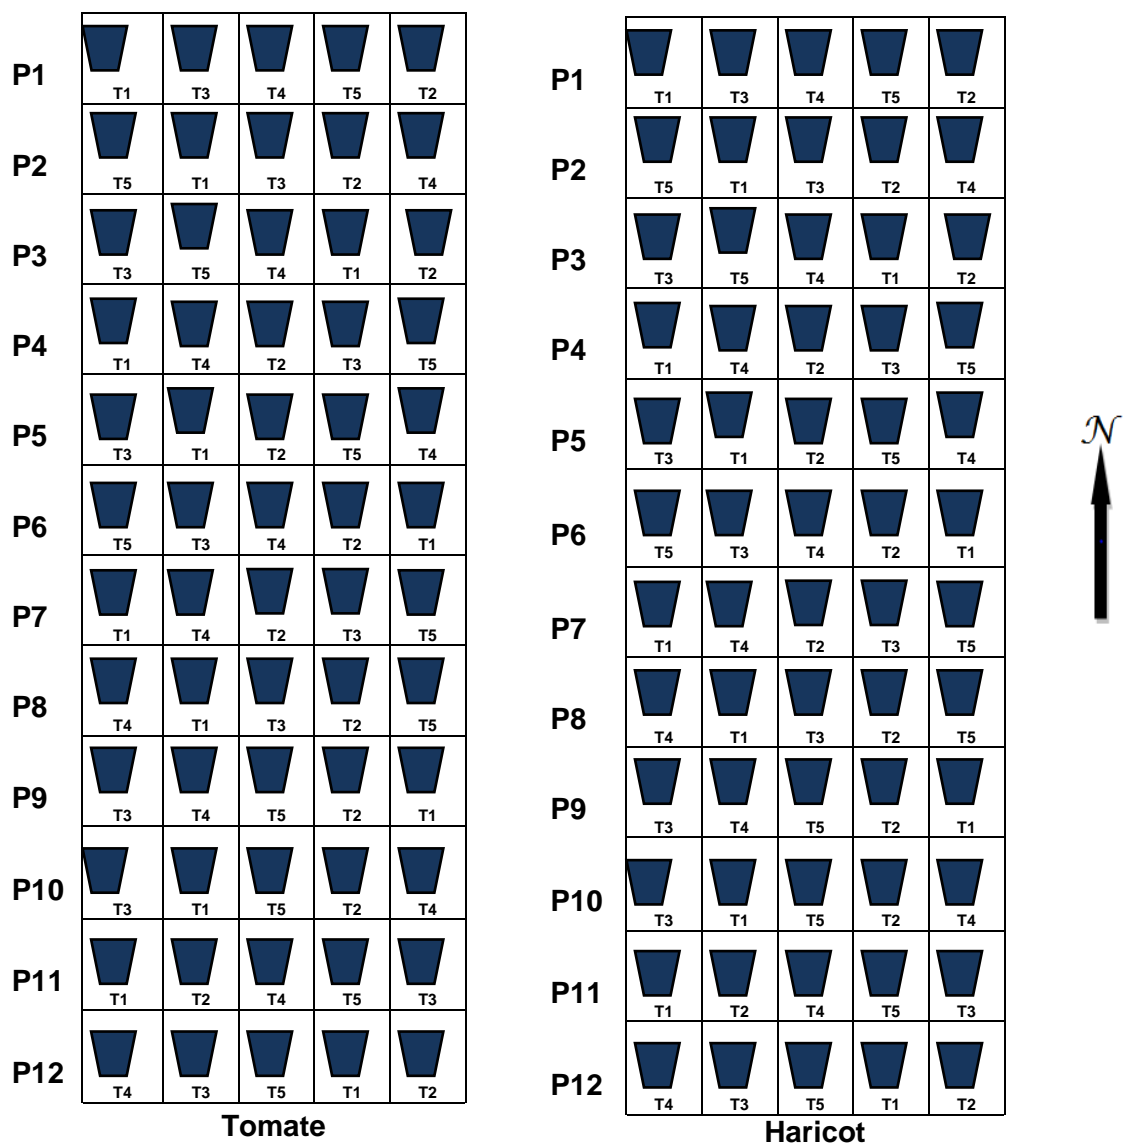 P1 T1 T3 T4 T5 T2
P2 T5 T1 T3 T2 T4
P3 T3 T5 T4 T1 T2
P4 T1 T4 T2 T3 T5
P5 T3 T1 T2 T5 T4
P6 T5 T3 T4 T2 T1
P7 T1 T4 T2 T3 T5
P8 T4 T1 T3 T2 T5
P9 T3 T4 T5 T2 T1
P10 T3 T1 T5 T2 T4
P11 T1 T2 T4 T5 T3
P12 T4 T3 T5 T1 T2
Tomate
P1 T1 T3 T4 T5 T2
P2 T5 T1 T3 T2 T4
P3 T3 T5 T4 T1 T2
P4 T1 T4 T2 T3 T5
P5 T3 T1 T2 T5 T4
P6 T5 T3 T4 T2 T1
P7 T1 T4 T2 T3 T5
P8 T4 T1 T3 T2 T5
P9 T3 T4 T5 T2 T1
P10 T3 T1 T5 T2 T4
P11 T1 T2 T4 T5 T3
P12 T4 T3 T5 T1 T2
Haricot
N